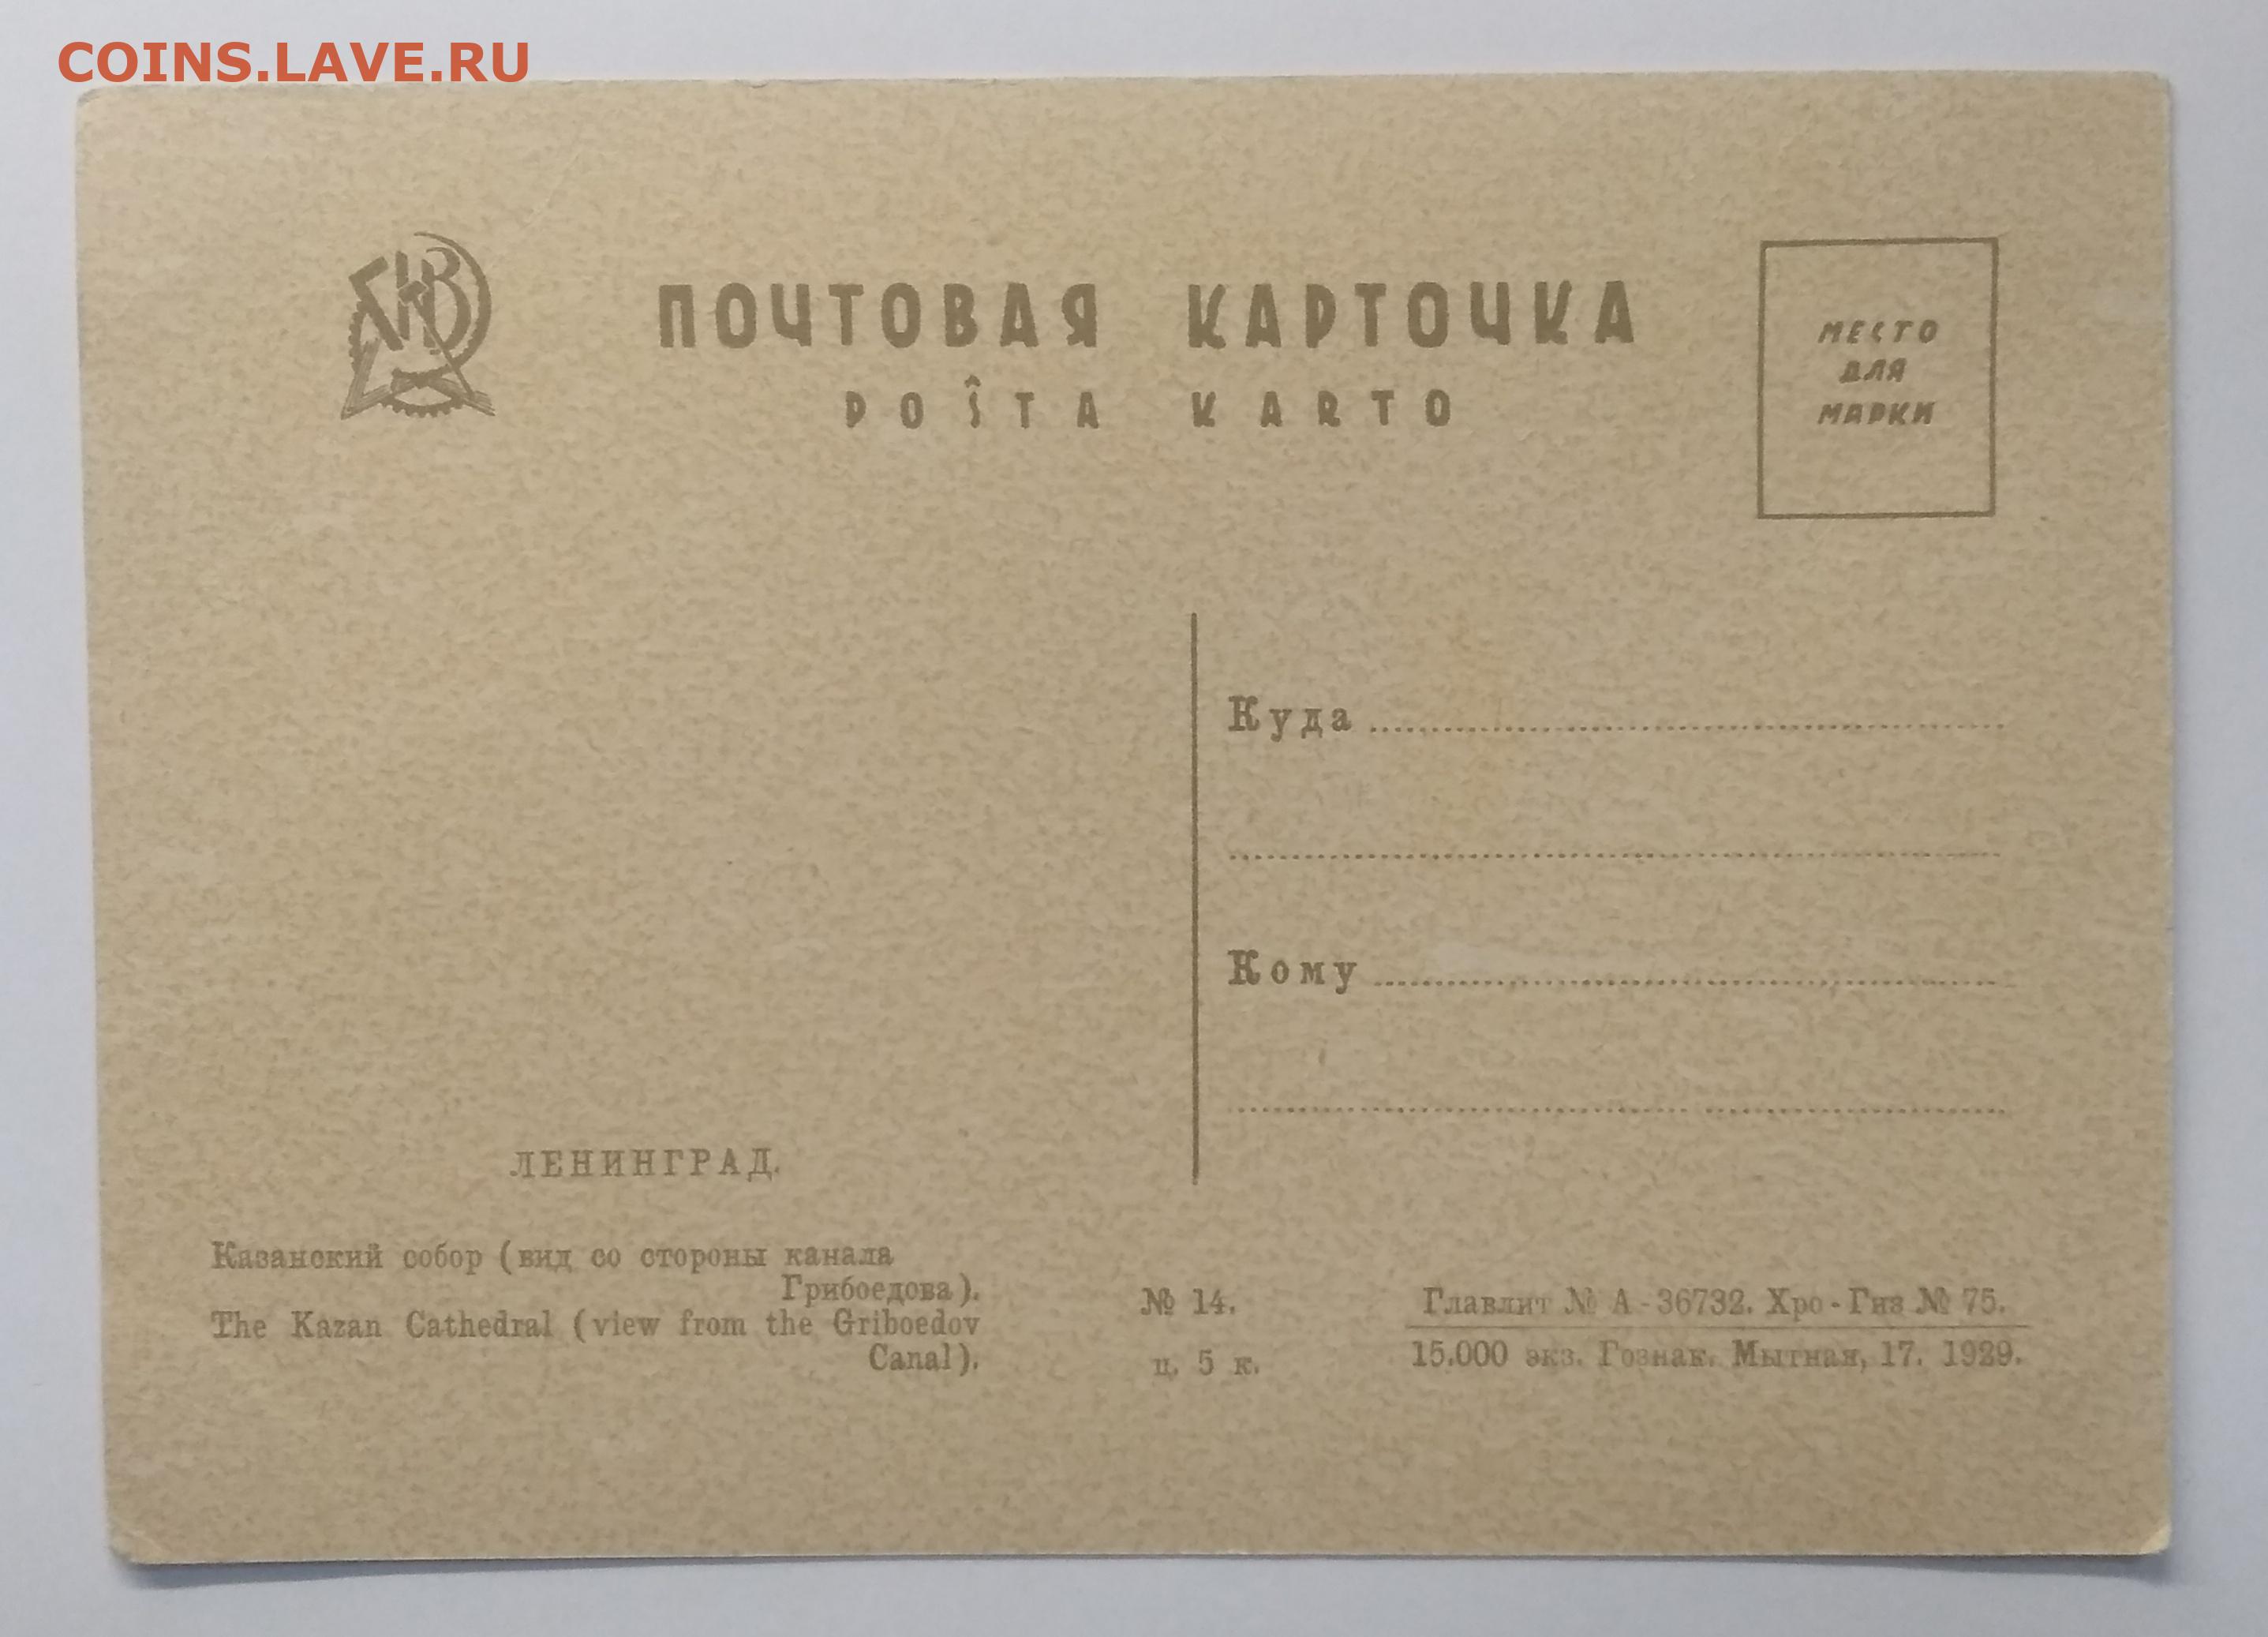 COINS.LAVE.RU
ПОЧТОВАЯ КАРТОЧКА
POŜTA KARTO
МЕСТО
ДЛЯ
МАРКИ
Куда
Кому
ЛЕНИНГРАД.
Казанский собор (вид со стороны канала
Грибоедова).
The Kazan Cathedral (view from the Griboedov
Canal).
№ 14.
ц. 5 к.
Главлит № А-36732. Хро-Гиз № 75.
15.000 экз. Гознак. Мытная, 17. 1929.